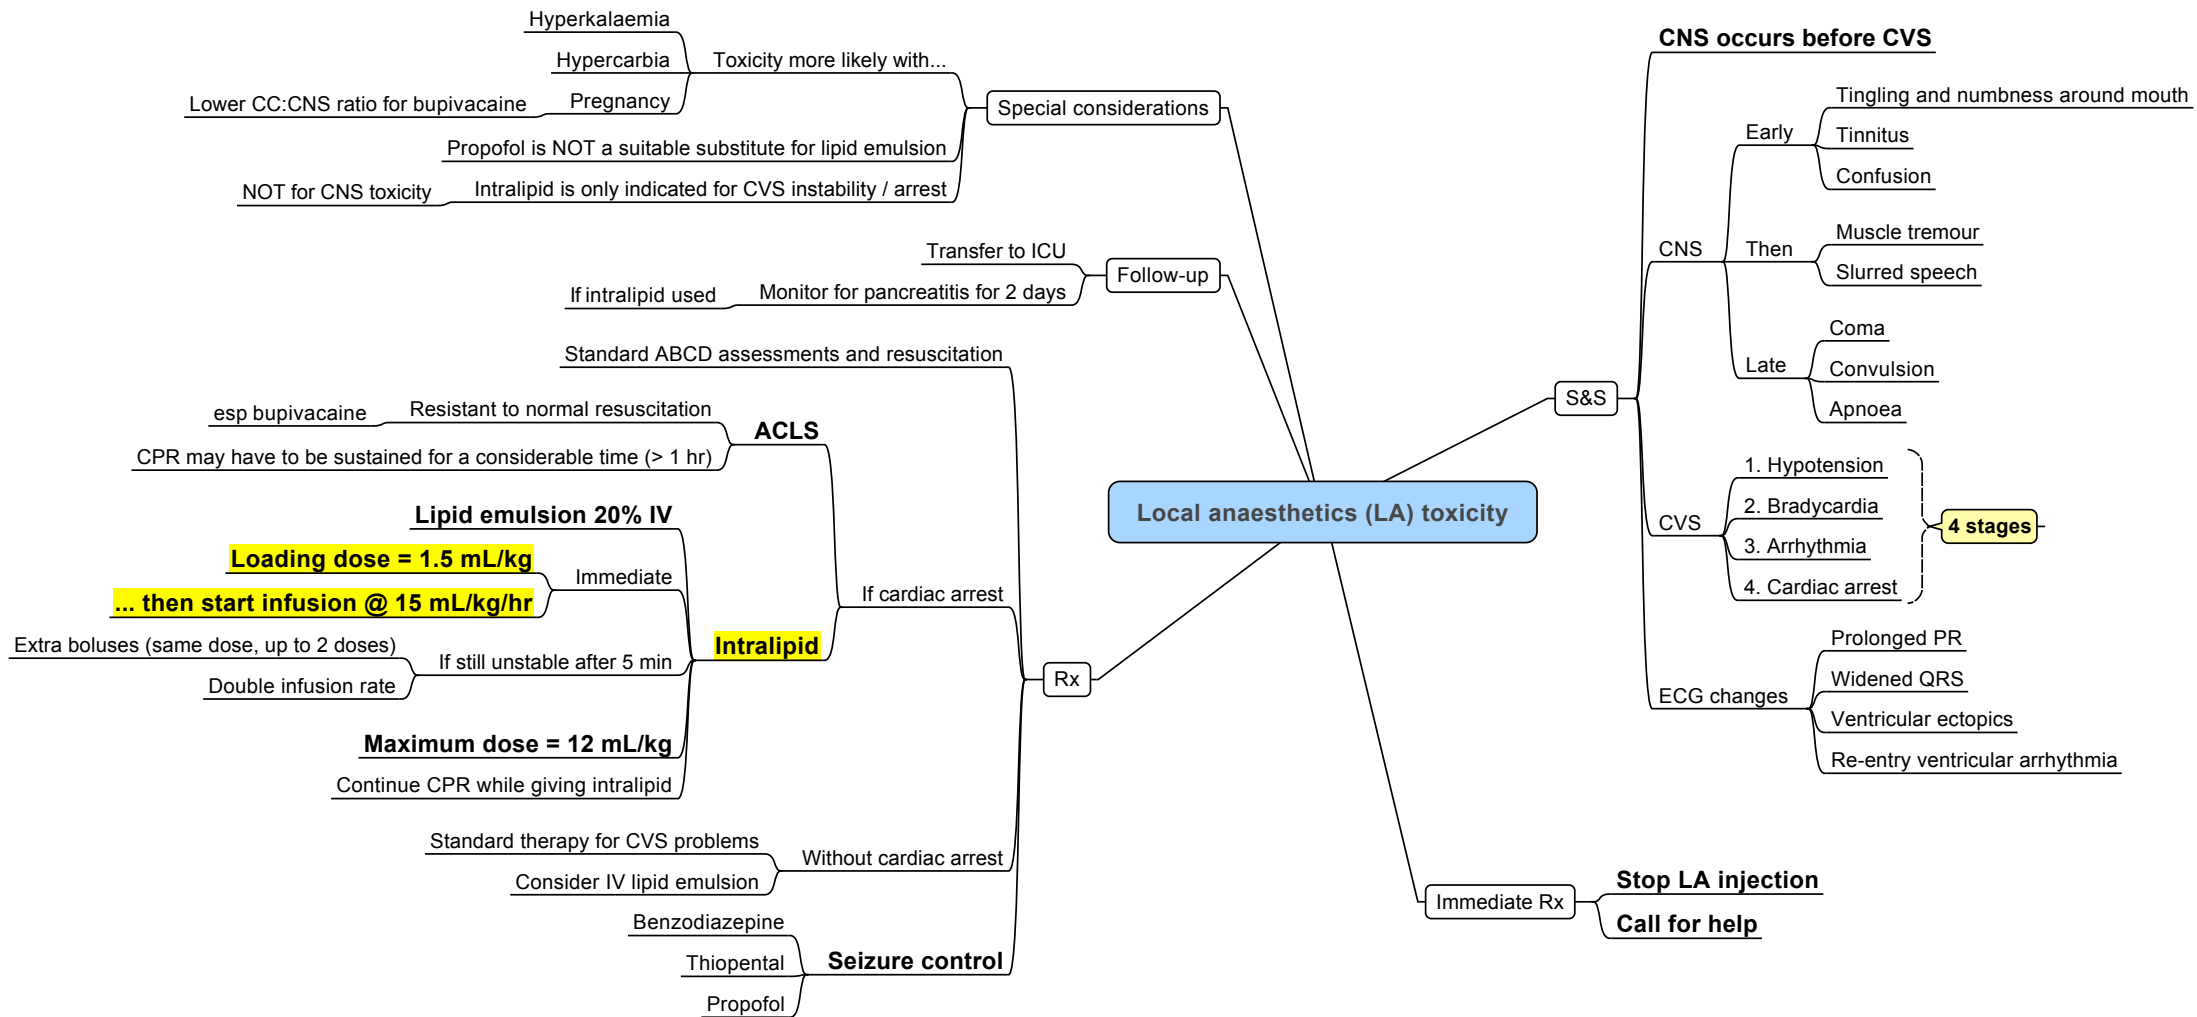 Local anaesthetics (LA) toxicity
S&S
CNS occurs before CVS
CNS
Early
Tingling and numbness around mouth
Tinnitus
Confusion
Then
Muscle tremour
Slurred speech
Late
Coma
Convulsion
Apnoea
CVS
1. Hypotension
2. Bradycardia
3. Arrhythmia
4. Cardiac arrest
4 stages
ECG changes
Prolonged PR
Widened QRS
Ventricular ectopics
Re-entry ventricular arrhythmia
Immediate Rx
Stop LA injection
Call for help
Rx
Standard ABCD assessments and resuscitation
If cardiac arrest
ACLS
Resistant to normal resuscitation
esp bupivacaine
CPR may have to be sustained for a considerable time (> 1 hr)
Intralipid
Lipid emulsion 20% IV
Immediate
Loading dose = 1.5 mL/kg
... then start infusion @ 15 mL/kg/hr
If still unstable after 5 min
Extra boluses (same dose, up to 2 doses)
Double infusion rate
Maximum dose = 12 mL/kg
Continue CPR while giving intralipid
Without cardiac arrest
Standard therapy for CVS problems
Consider IV lipid emulsion
Seizure control
Benzodiazepine
Thiopental
Propofol
Follow-up
Transfer to ICU
Monitor for pancreatitis for 2 days
If intralipid used
Special considerations
Toxicity more likely with...
Hyperkalaemia
Hypercarbia
Pregnancy
Lower CC:CNS ratio for bupivacaine
Propofol is NOT a suitable substitute for lipid emulsion
Intralipid is only indicated for CVS instability / arrest
NOT for CNS toxicity